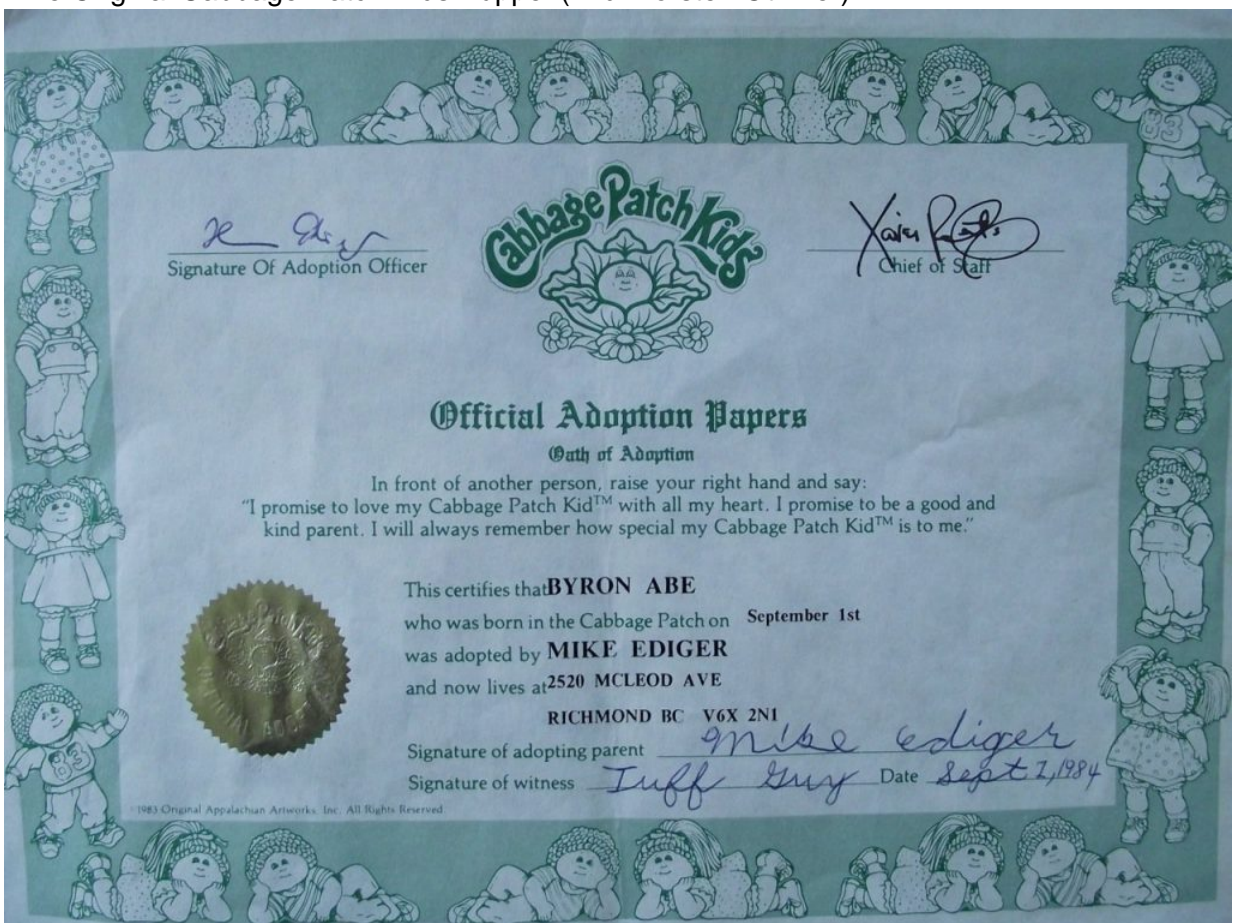 Cabbage Patch Kids
Xavier Roberts
Signature Of Adoption Officer
Chief of Staff
Official Adoption Papers
Oath of Adoption
In front of another person, raise your right hand and say:
"I promise to love my Cabbage Patch Kid™ with all my heart. I promise to be a good and
kind parent. I will always remember how special my Cabbage Patch Kid™ is to me."
This certifies that BYRON ABE
who was born in the Cabbage Patch on September 1st
was adopted by MIKE EDIGER
and now lives at 2520 MCLEOD AVE
RICHMOND BC V6X 2N1
Signature of adopting parent Mike ediger
Signature of witness Tuff Guy Date Sept 7, 1984
1983 Original Appalachian Artworks, Inc. All Rights Reserved.
83
83